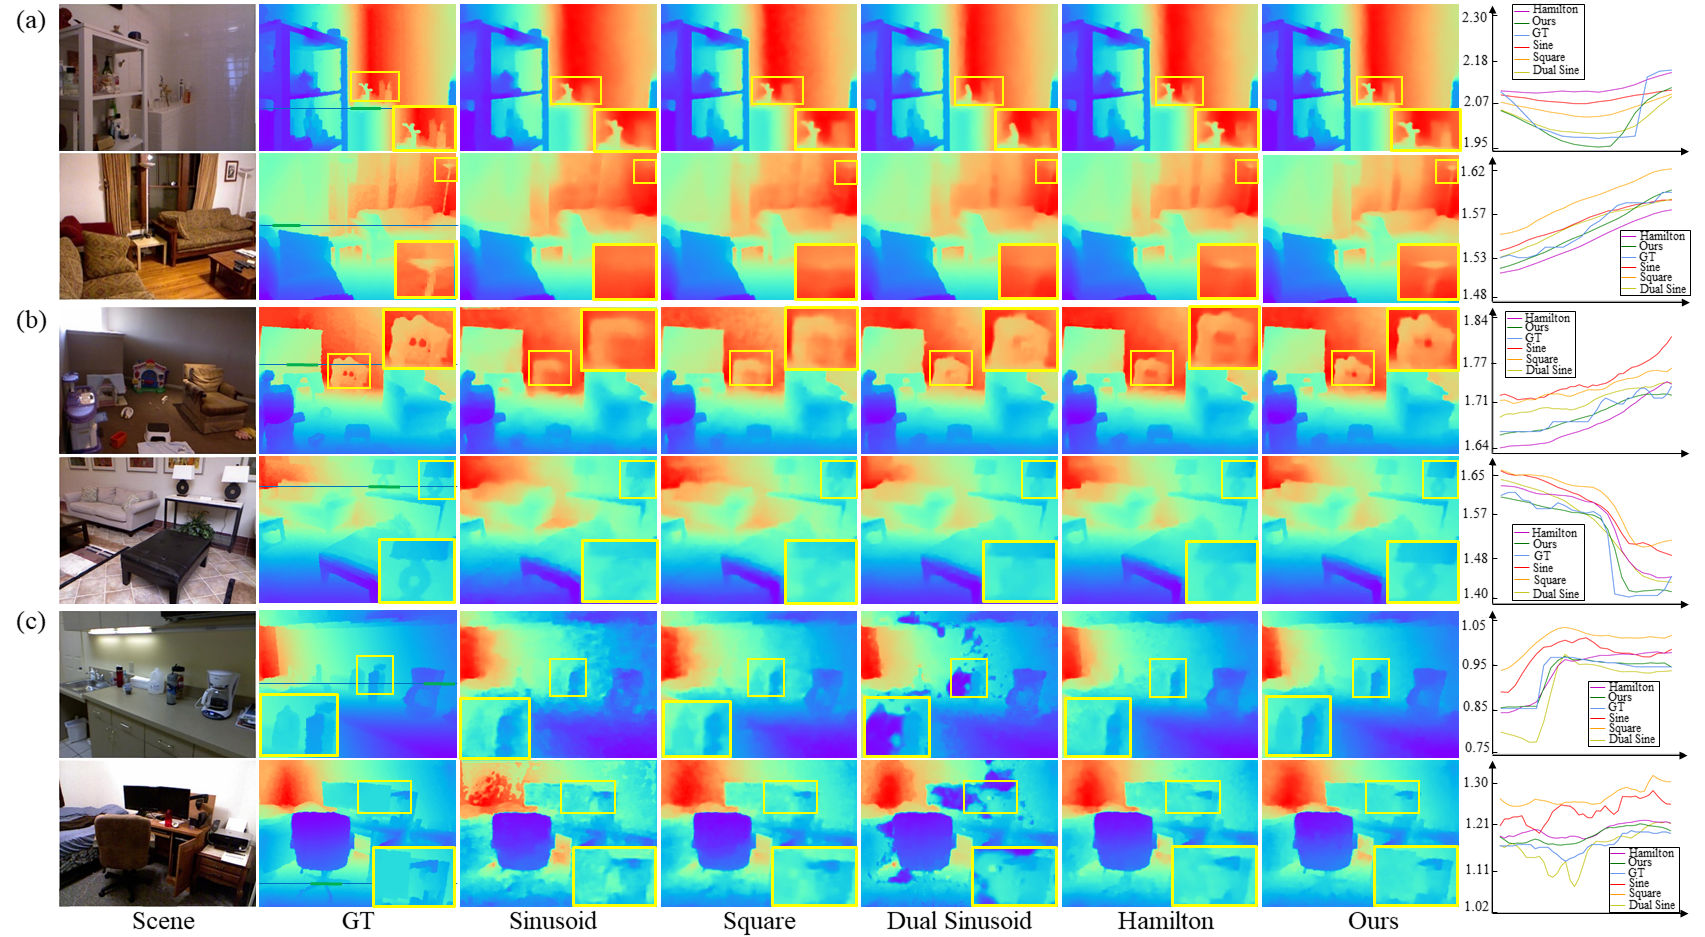 (a)
2.30
2.18
2.07
1.95
Hamilton
Ours
GT
Sine
Square
Dual Sine
1.62
1.57
1.53
1.48
Hamilton
Ours
GT
Sine
Square
Dual Sine
(b)
1.84
1.77
1.71
1.64
Hamilton
Ours
GT
Sine
Square
Dual Sine
1.65
1.57
1.48
1.40
Hamilton
Ours
GT
Sine
Square
Dual Sine
(c)
1.05
0.95
0.85
0.75
Hamilton
Ours
GT
Sine
Square
Dual Sine
1.30
1.21
1.11
1.02
Hamilton
Ours
GT
Sine
Square
Dual Sine
Scene GT Sinusoid Square Dual Sinusoid Hamilton Ours